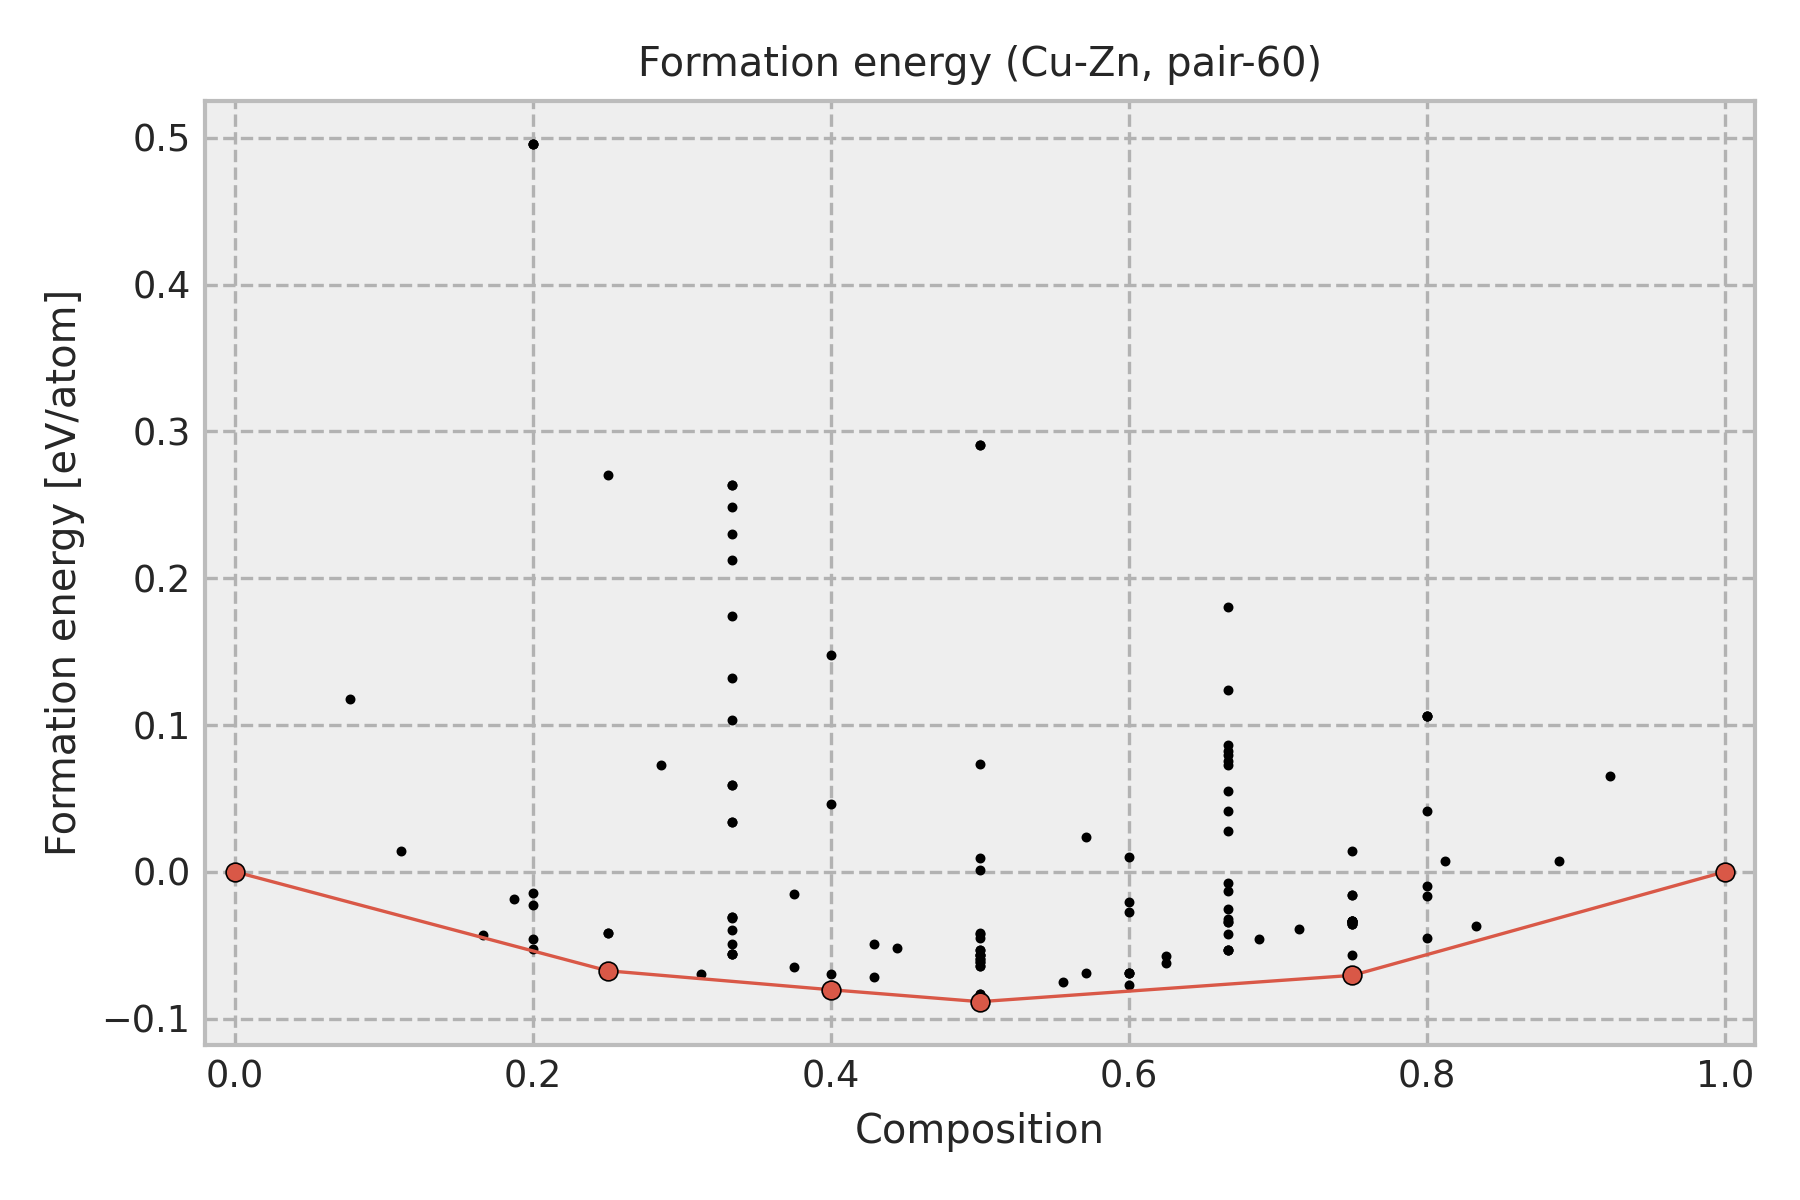 Formation energy (Cu-Zn, pair-60)
Formation energy [eV/atom]
0.5
0.4
0.3
0.2
0.1
0.0
−0.1
0.0 0.2 0.4 0.6 0.8 1.0
Composition